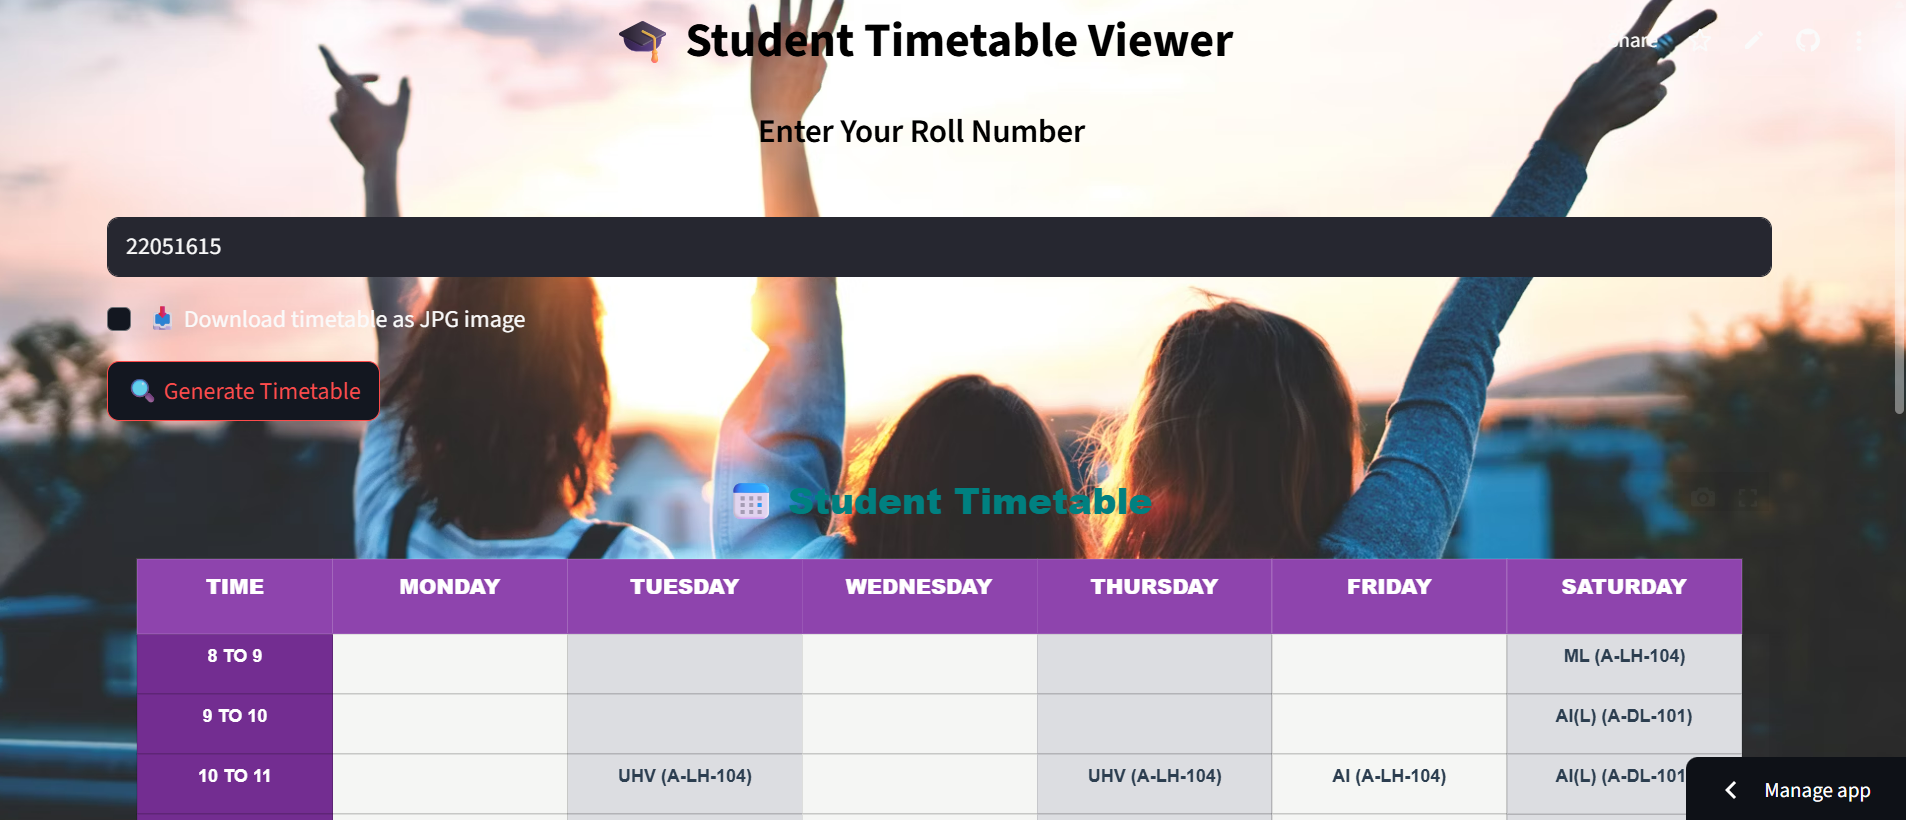 Student Timetable Viewer
Enter Your Roll Number
22051615
Download timetable as JPG image
Generate Timetable
Student Timetable
TIME MONDAY TUESDAY WEDNESDAY THURSDAY FRIDAY SATURDAY
8 TO 9 ML (A-LH-104)
9 TO 10 AI(L) (A-DL-101)
10 TO 11 UHV (A-LH-104) UHV (A-LH-104) AI (A-LH-104) AI(L) (A-DL-101
Manage app